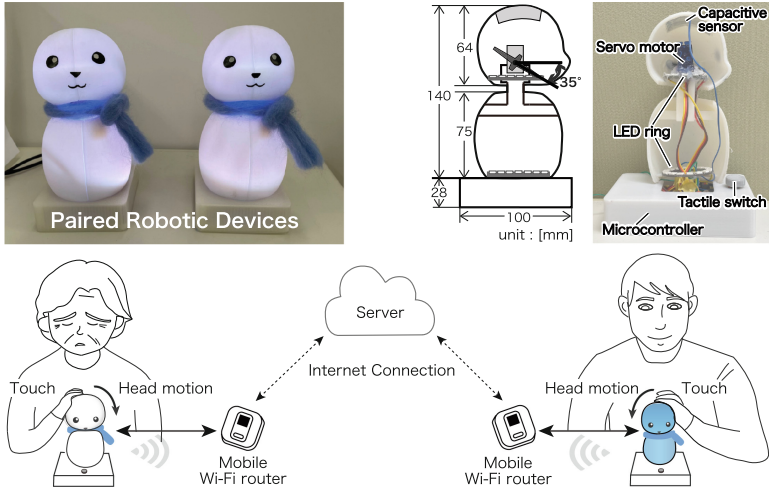 Paired Robotic Devices
64
140
75
28
35°
100
unit : [mm]
Capacitive
sensor
Servo motor
LED ring
Tactile switch
Microcontroller
Server
Internet Connection
Touch
Head motion
Mobile
Wi-Fi router
Head motion
Touch
Mobile
Wi-Fi router